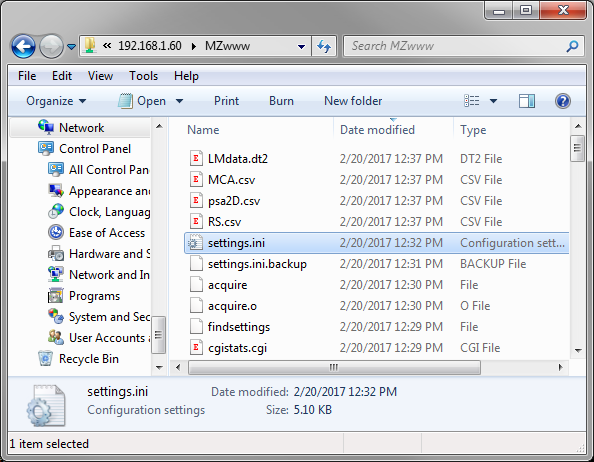 « 192.168.1.60 MZwww Search MZwww
File Edit View Tools Help
Organize Open Print Burn New folder
Network
Control Panel
All Control Pan
Appearance and
Clock, Languag
Ease of Access
Hardware and S
Network and In
Programs
System and Sec
User Accounts a
Recycle Bin
Name Date modified Type
LMdata.dt2 2/20/2017 12:37 PM DT2 File
MCA.csv 2/20/2017 12:37 PM CSV File
psa2D.csv 2/20/2017 12:37 PM CSV File
RS.csv 2/20/2017 12:37 PM CSV File
settings.ini 2/20/2017 12:32 PM Configuration sett...
settings.ini.backup 2/20/2017 12:31 PM BACKUP File
acquire 2/20/2017 12:30 PM File
acquire.o 2/20/2017 12:30 PM O File
findsettings 2/20/2017 12:29 PM File
cgistats.cgi 2/20/2017 12:29 PM CGI File
settings.ini Date modified: 2/20/2017 12:32 PM
Configuration settings Size: 5.10 KB
1 item selected